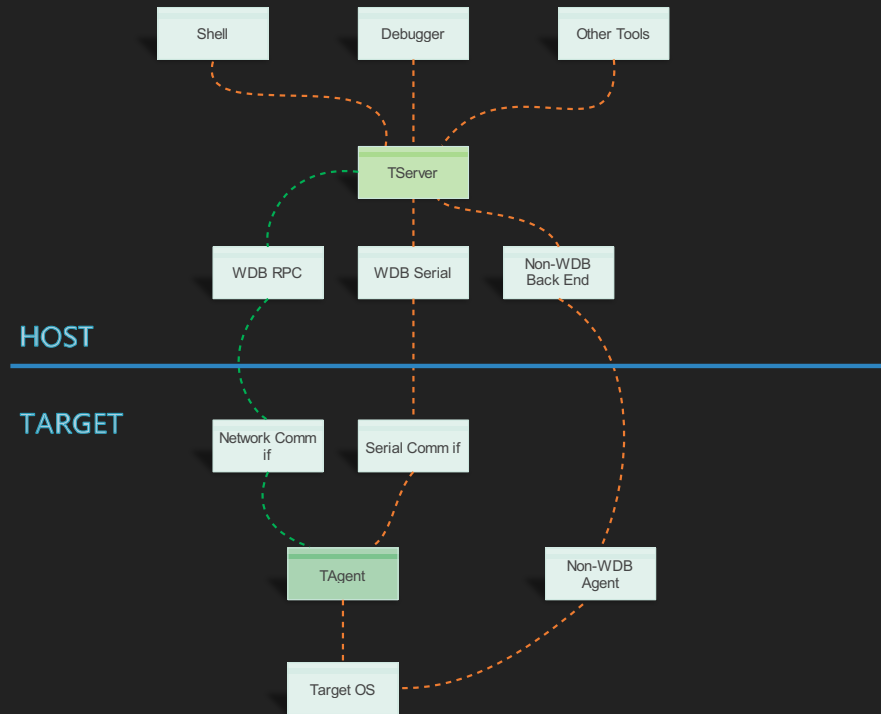 Shell
Debugger
Other Tools
TServer
WDB RPC
WDB Serial
Non-WDB
Back End
HOST
TARGET
Network Comm
if
Serial Comm if
TAgent
Non-WDB
Agent
Target OS